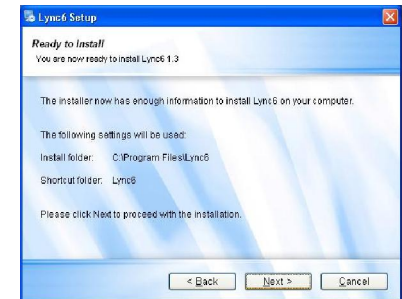 Lync6 Setup
Ready to Install
You are now ready to install Lync6 1.3
The installer now has enough information to install Lync6 on your computer.
The following settings will be used:
Install folder: C:\Program Files\Lync6
Shortcut folder: Lync6
Please click Next to proceed with the installation.
< Back Next > Cancel